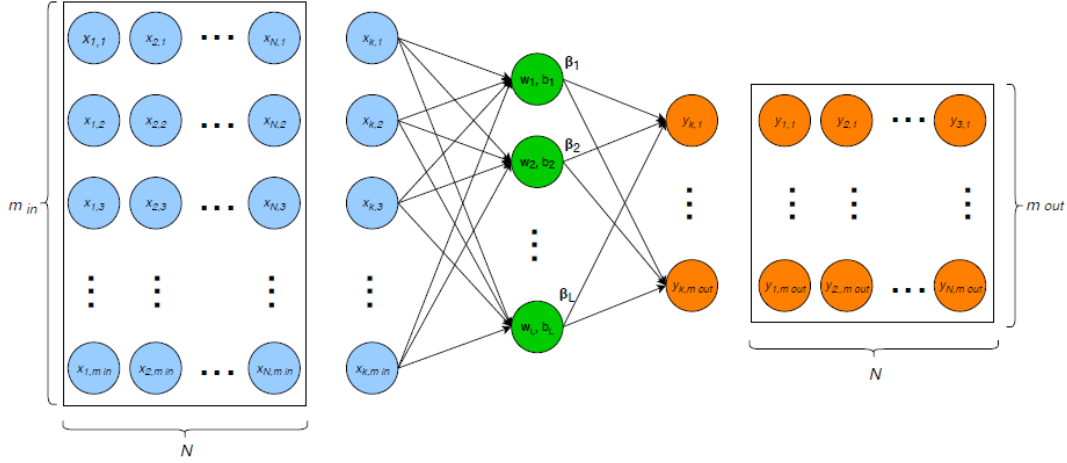 x1,1 x2,1 ... xN,1 xk,1
β1
w1, b1
x1,2 x2,2 ... xN,2 xk,2 yk,1 y1,1 y2,1 ... y3,1
β2
w2, b2
m in x1,3 x2,3 ... xN,3 xk,3 m out
βL
yk,m out y1,m out y2,,m out ... yN,m out
wL, bL
x1,m in x2,m in ... xN,m in xk,m in
N
N